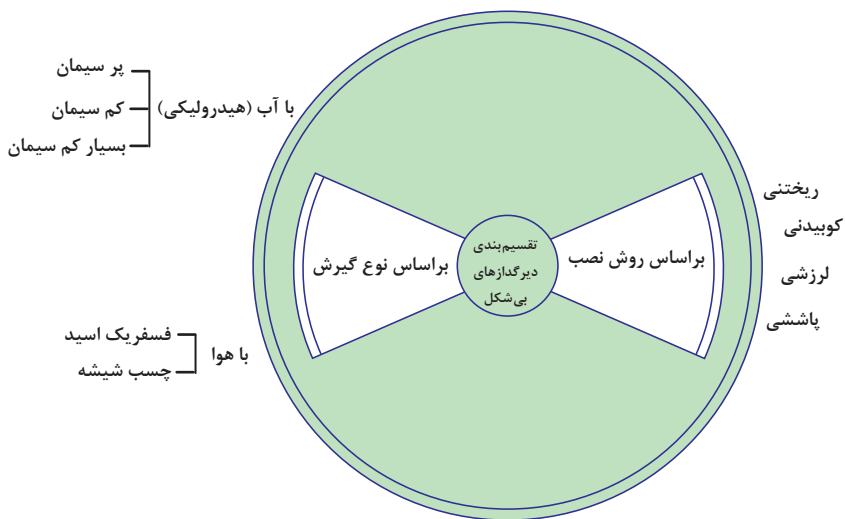 تقسیم‌بندی
دیرگدازهای
بی‌شکل
براساس روش نصب
ریختنی
کوبیدنی
لرزشی
پاششی
براساس نوع گیرش
با آب (هیدرولیکی)
پر سیمان
کم سیمان
بسیار کم سیمان
با هوا
فسفریک اسید
چسب شیشه